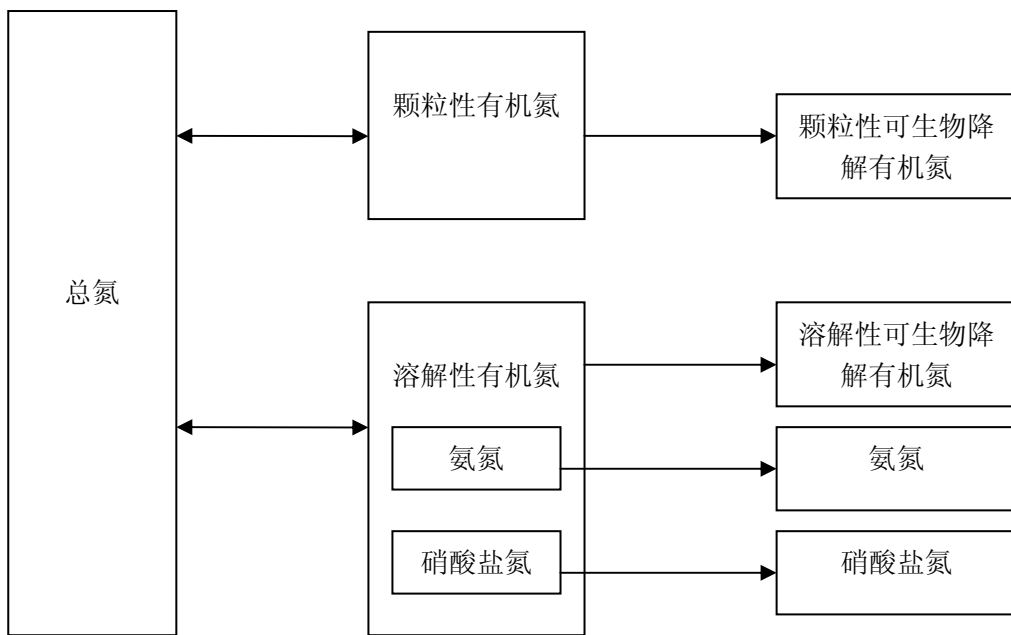 总氮
颗粒性有机氮
颗粒性可生物降
解有机氮
溶解性有机氮
溶解性可生物降
解有机氮
氨氮
氨氮
硝酸盐氮
硝酸盐氮